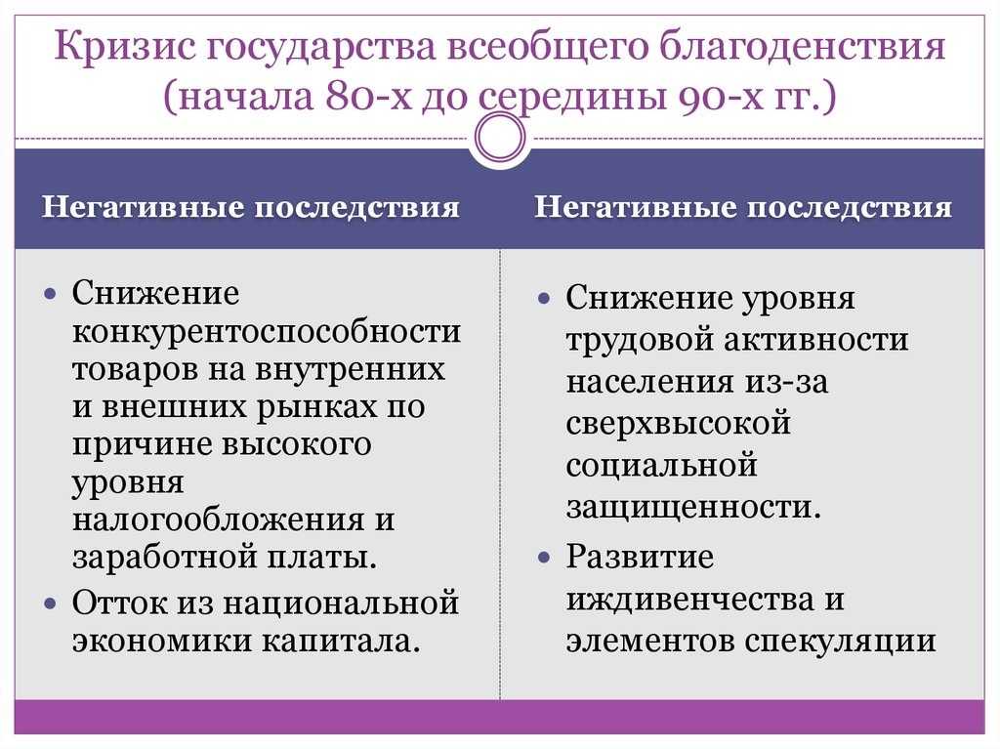 Кризис государства всеобщего благоденствия
(начала 80-х до середины 90-х гг.)
Негативные последствия
• Снижение
конкурентоспособности
товаров на внутренних
и внешних рынках по
причине высокого
уровня
налогообложения и
заработной платы.
• Отток из национальной
экономики капитала.
Негативные последствия
• Снижение уровня
трудовой активности
населения из-за
сверхвысокой
социальной
защищенности.
• Развитие
иждивенчества и
элементов спекуляции